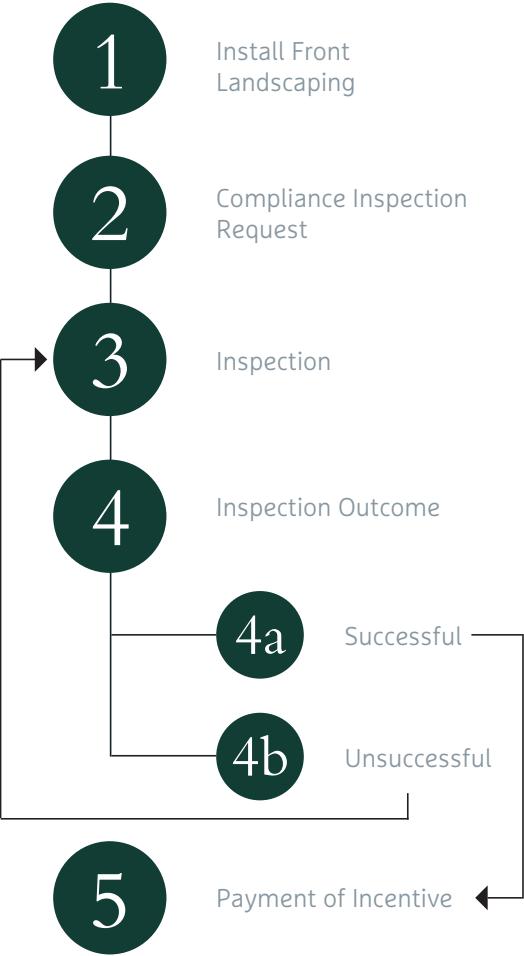 1
Install Front
Landscaping
2
Compliance Inspection
Request
3
Inspection
4
Inspection Outcome
4a
Successful
4b
Unsuccessful
5
Payment of Incentive